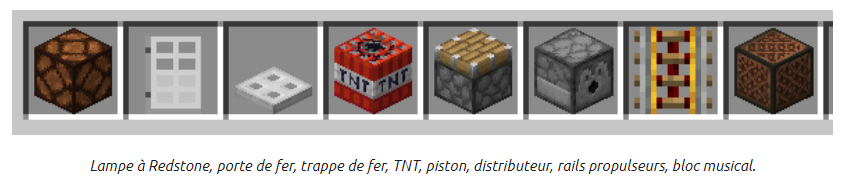 TNT TNT
Lampe à Redstone, porte de fer, trappe de fer, TNT, piston, distributeur, rails propulseurs, bloc musical.